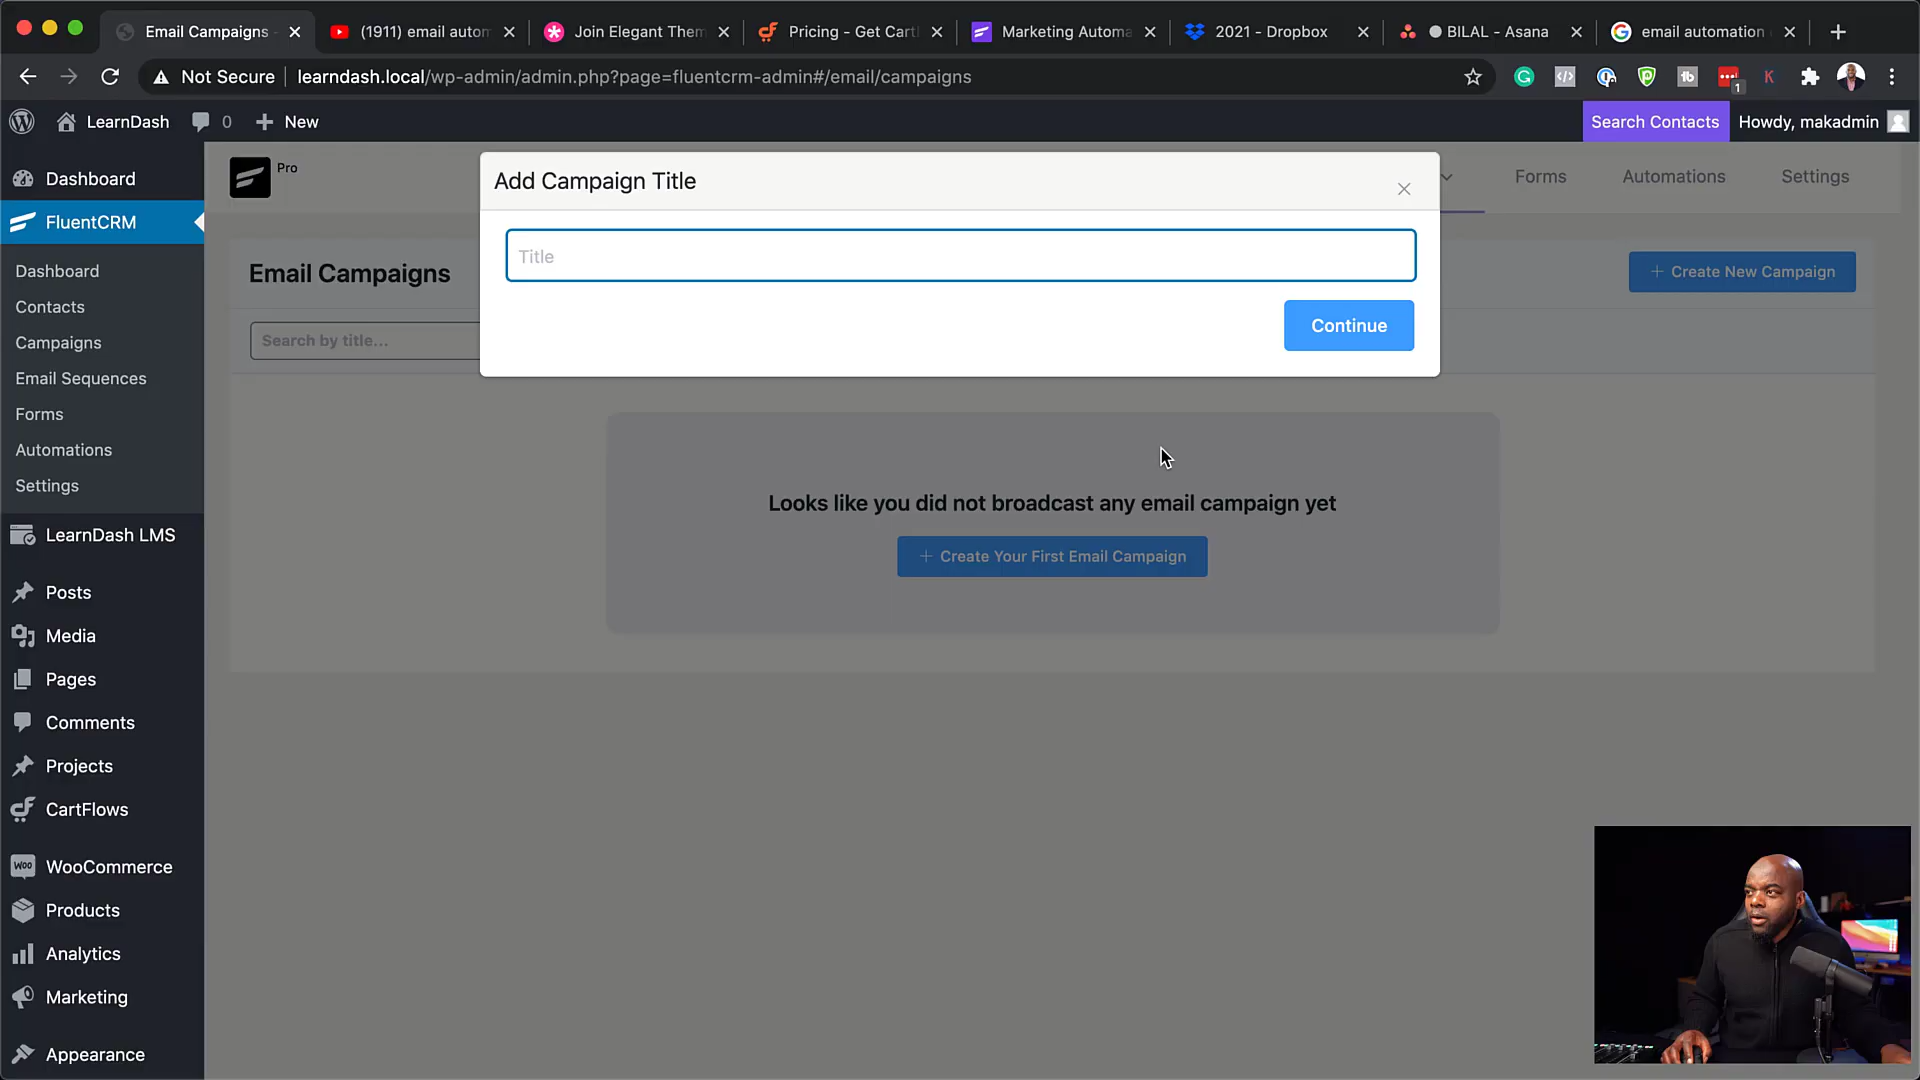 Email Campaigns
(1911) email autom
Join Elegant Them
Pricing - Get Cartl
Marketing Automa
2021 - Dropbox
BILAL - Asana
email automation
Not Secure
learndash.local/wp-admin/admin.php?page=fluentcrm-admin#/email/campaigns
1
LearnDash
0
New
Search Contacts
Howdy, makadmin
Dashboard
FluentCRM
Dashboard
Contacts
Campaigns
Email Sequences
Forms
Automations
Settings
LearnDash LMS
Posts
Media
Pages
Comments
Projects
CartFlows
WooCommerce
Products
Analytics
Marketing
Appearance
Pro
Forms
Automations
Settings
Add Campaign Title
Title
Continue
Email Campaigns
+ Create New Campaign
Search by title...
Looks like you did not broadcast any email campaign yet
+ Create Your First Email Campaign